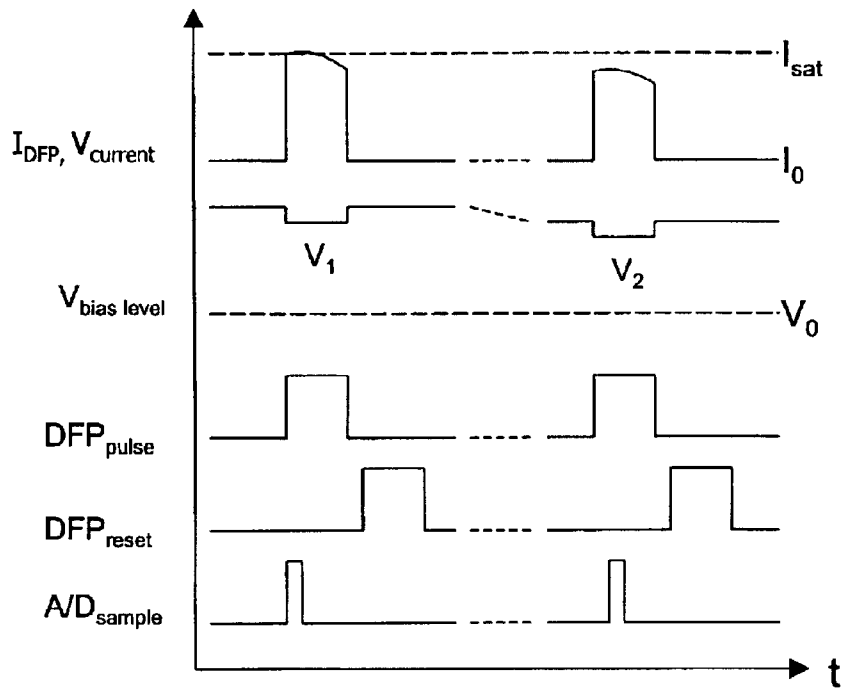 I_sat
I_DFP, V_current
I_0
V_1
V_2
V_bias level
V_0
DFP_pulse
DFP_reset
A/D_sample
t